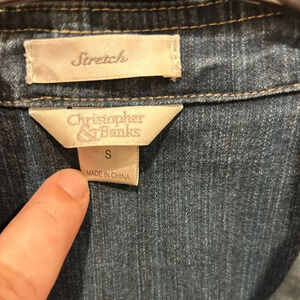 Stretch
Christopher
& Banks
S
MADE IN CHINA